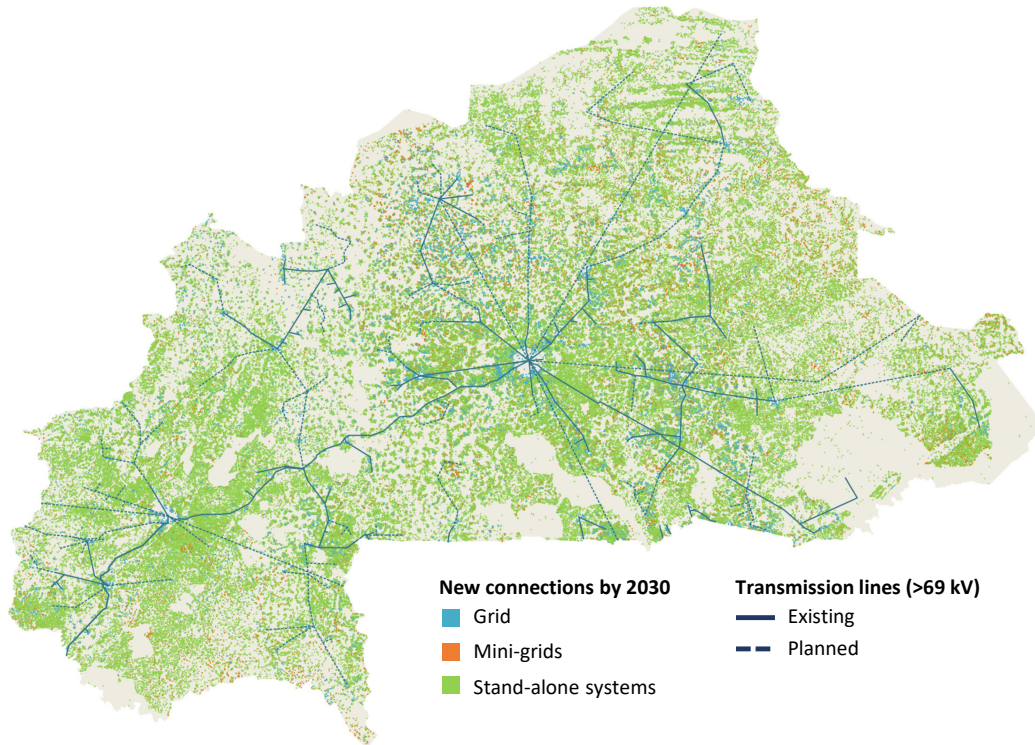 New connections by 2030
Grid
Mini-grids
Stand-alone systems
Transmission lines (>69 kV)
Existing
Planned